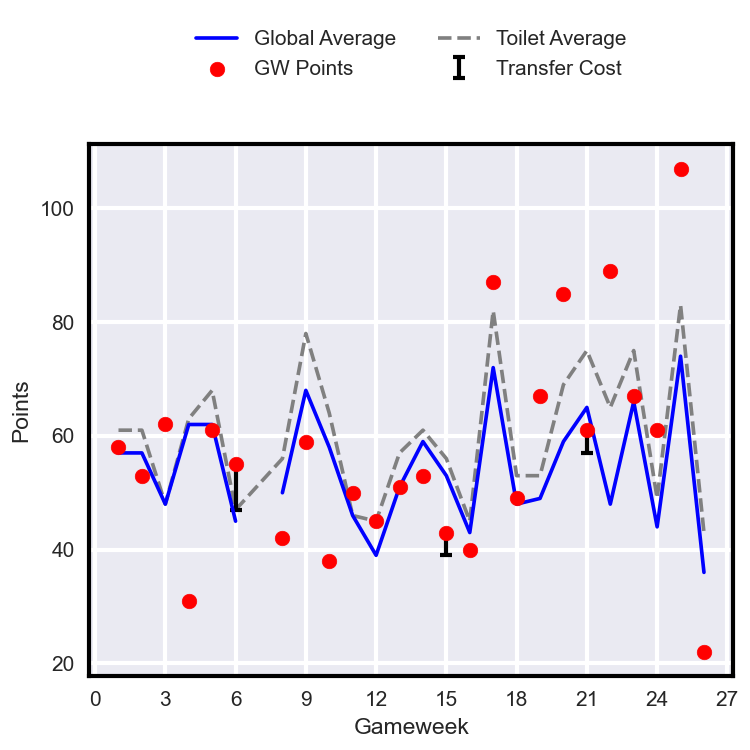 Global Average Toilet Average
GW Points Transfer Cost
100
80
60
40
20
Points
0 3 6 9 12 15 18 21 24 27
Gameweek